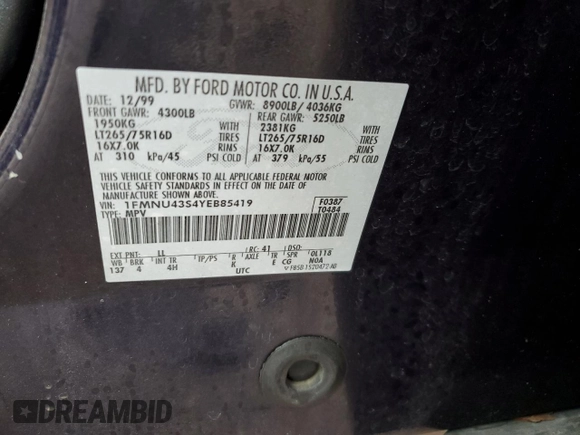 MFD. BY FORD MOTOR CO. IN U.S.A.
DATE: 12/99 GVWR: 8900LB/ 4036KG
FRONT GAWR: 4300LB REAR GAWR: 5250LB
1950KG WITH 2381KG WITH
LT265/75R16D TIRES LT265/75R16D TIRES
16X7.0K RIMS 16X7.0K RIMS
AT 310 kPa/45 PSI COLD AT 379 kPa/55 PSI COLD
THIS VEHICLE CONFORMS TO ALL APPLICABLE FEDERAL MOTOR
VEHICLE SAFETY STANDARDS IN EFFECT ON THE DATE OF
MANUFACTURE SHOWN ABOVE.
VIN: 1FMNU43S4YEB85419 F0387
TYPE: MPV T0484
EXT PNT: LL RC: 41 DSO:
WB BRK INT TR TP/PS R AXLE TR SPR 0L118
137 4 4H K E CG N0A
UTC
DREAMBID